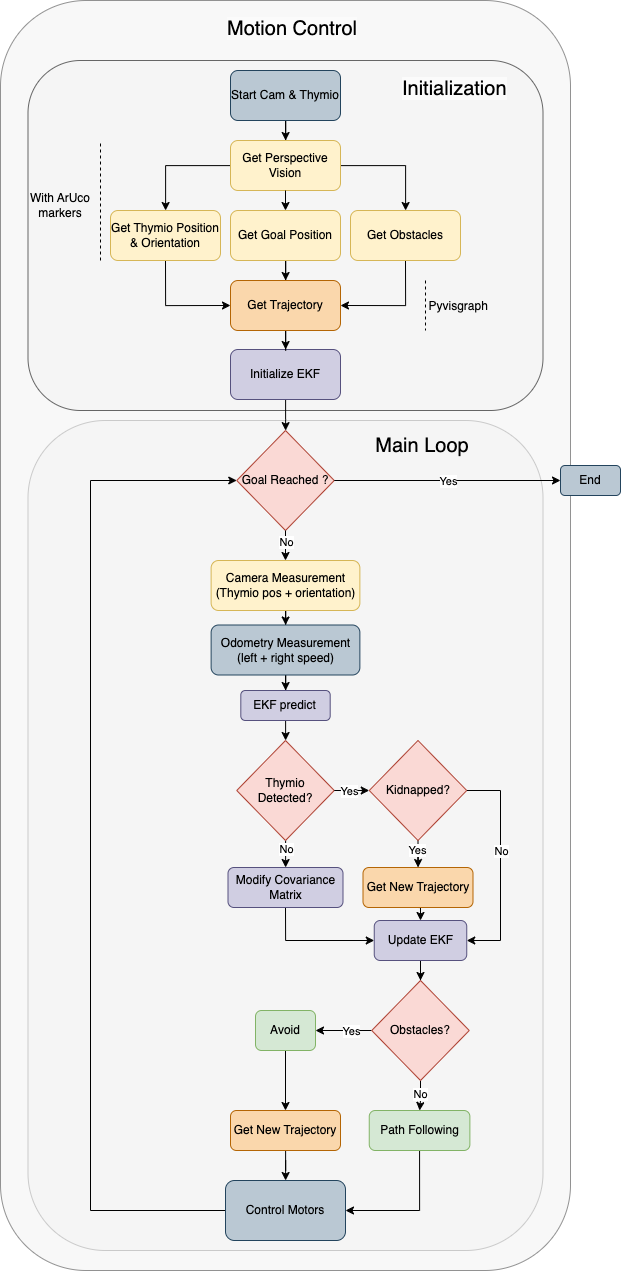 Motion Control
Initialization
Start Cam & Thymio
Get Perspective
Vision
With ArUco
markers
Get Thymio Position
& Orientation
Get Goal Position
Get Obstacles
Get Trajectory
Pyvisgraph
Initialize EKF
Main Loop
Goal Reached ?
Yes
End
No
Camera Measurement
(Thymio pos + orientation)
Odometry Measurement
(left + right speed)
EKF predict
Thymio
Detected?
Yes
Kidnapped?
No
Yes
No
Modify Covariance
Matrix
Get New Trajectory
Update EKF
Avoid
Yes
Obstacles?
No
Get New Trajectory
Path Following
Control Motors